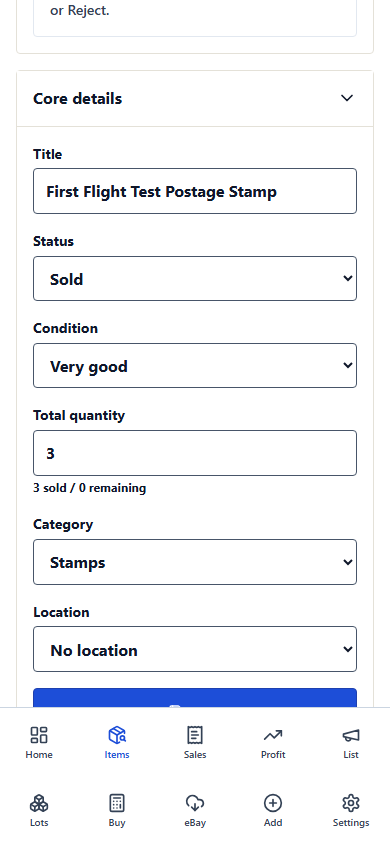 or Reject.
Core details
Title
First Flight Test Postage Stamp
Status
Sold
Condition
Very good
Total quantity
3
3 sold / 0 remaining
Category
Stamps
Location
No location
Home
Items
Sales
Profit
List
Lots
Buy
eBay
Add
Settings